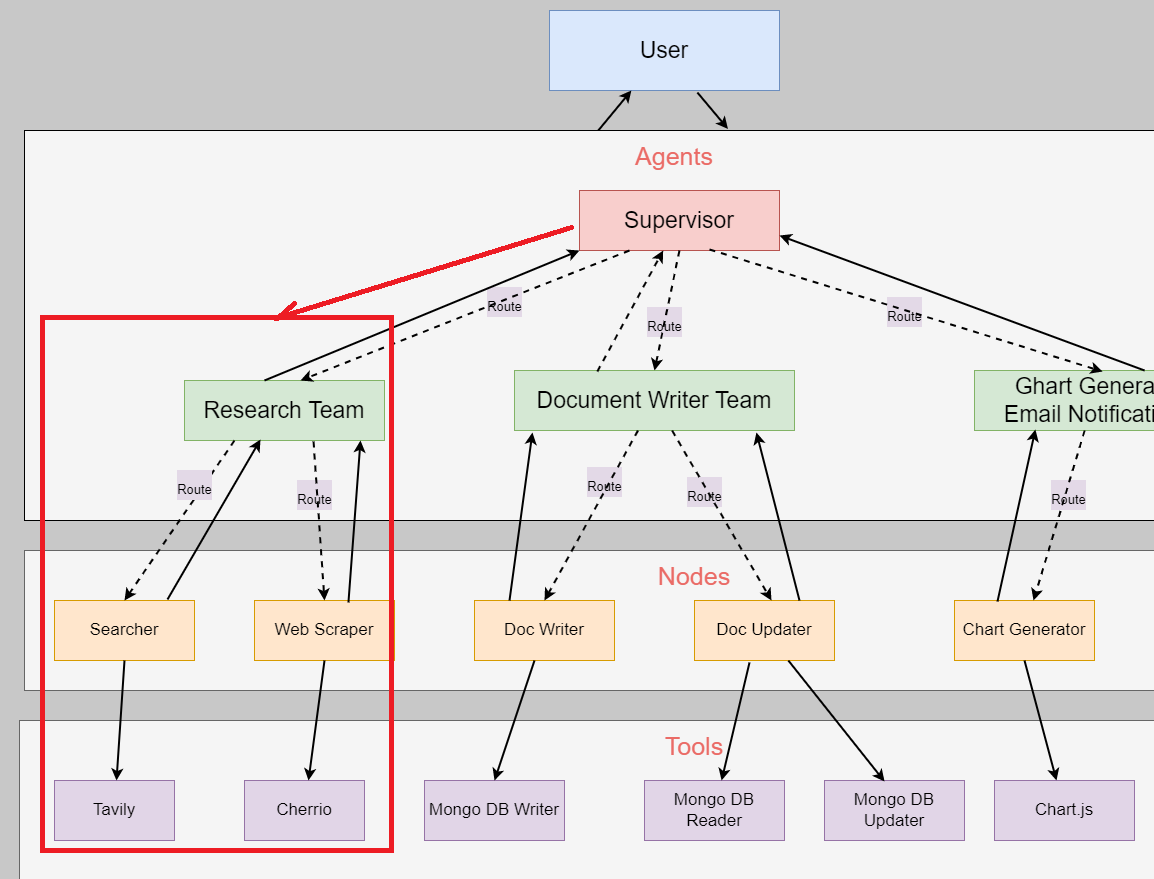 User
Agents
Supervisor
Route
Route
Route
Research Team
Document Writer Team
Ghart Genera
Email Notificati
Route
Route
Route
Route
Route
Nodes
Searcher
Web Scraper
Doc Writer
Doc Updater
Chart Generator
Tools
Tavily
Cherrio
Mongo DB Writer
Mongo DB
Reader
Mongo DB
Updater
Chart.js